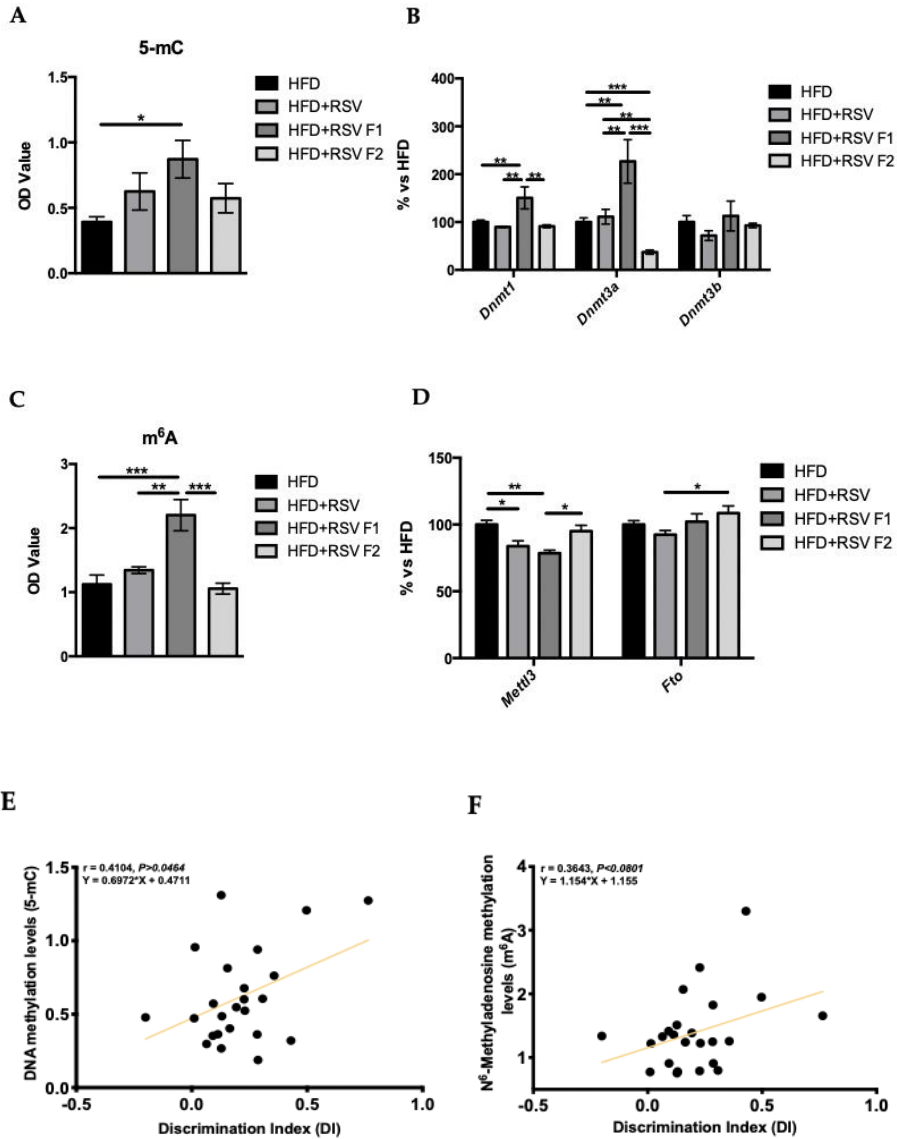 A
5-mC
OD Value
1.5
1.0
0.5
0.0
*
HFD
HFD+RSV
HFD+RSV F1
HFD+RSV F2
B
% vs HFD
400
300
200
100
0
** ** **
*** ** ** ** ***
Dnmt1
Dnmt3a
Dnmt3b
HFD
HFD+RSV
HFD+RSV F1
HFD+RSV F2
C
m⁶A
OD Value
3
2
1
0
***
** ***
HFD
HFD+RSV
HFD+RSV F1
HFD+RSV F2
D
% vs HFD
150
100
50
0
**
* *
*
Mettl3
Fto
HFD
HFD+RSV
HFD+RSV F1
HFD+RSV F2
E
DNA methylation levels (5-mC)
1.5
1.0
0.5
0.0
r = 0.4104, P>0.0464
Y = 0.6972*X + 0.4711
-0.5 0.0 0.5 1.0
Discrimination Index (DI)
F
N⁶-Methyladenosine methylation
levels (m⁶A)
4
3
2
1
r = 0.3643, P<0.0801
Y = 1.154*X + 1.155
-0.5 0.0 0.5 1.0
Discrimination Index (DI)